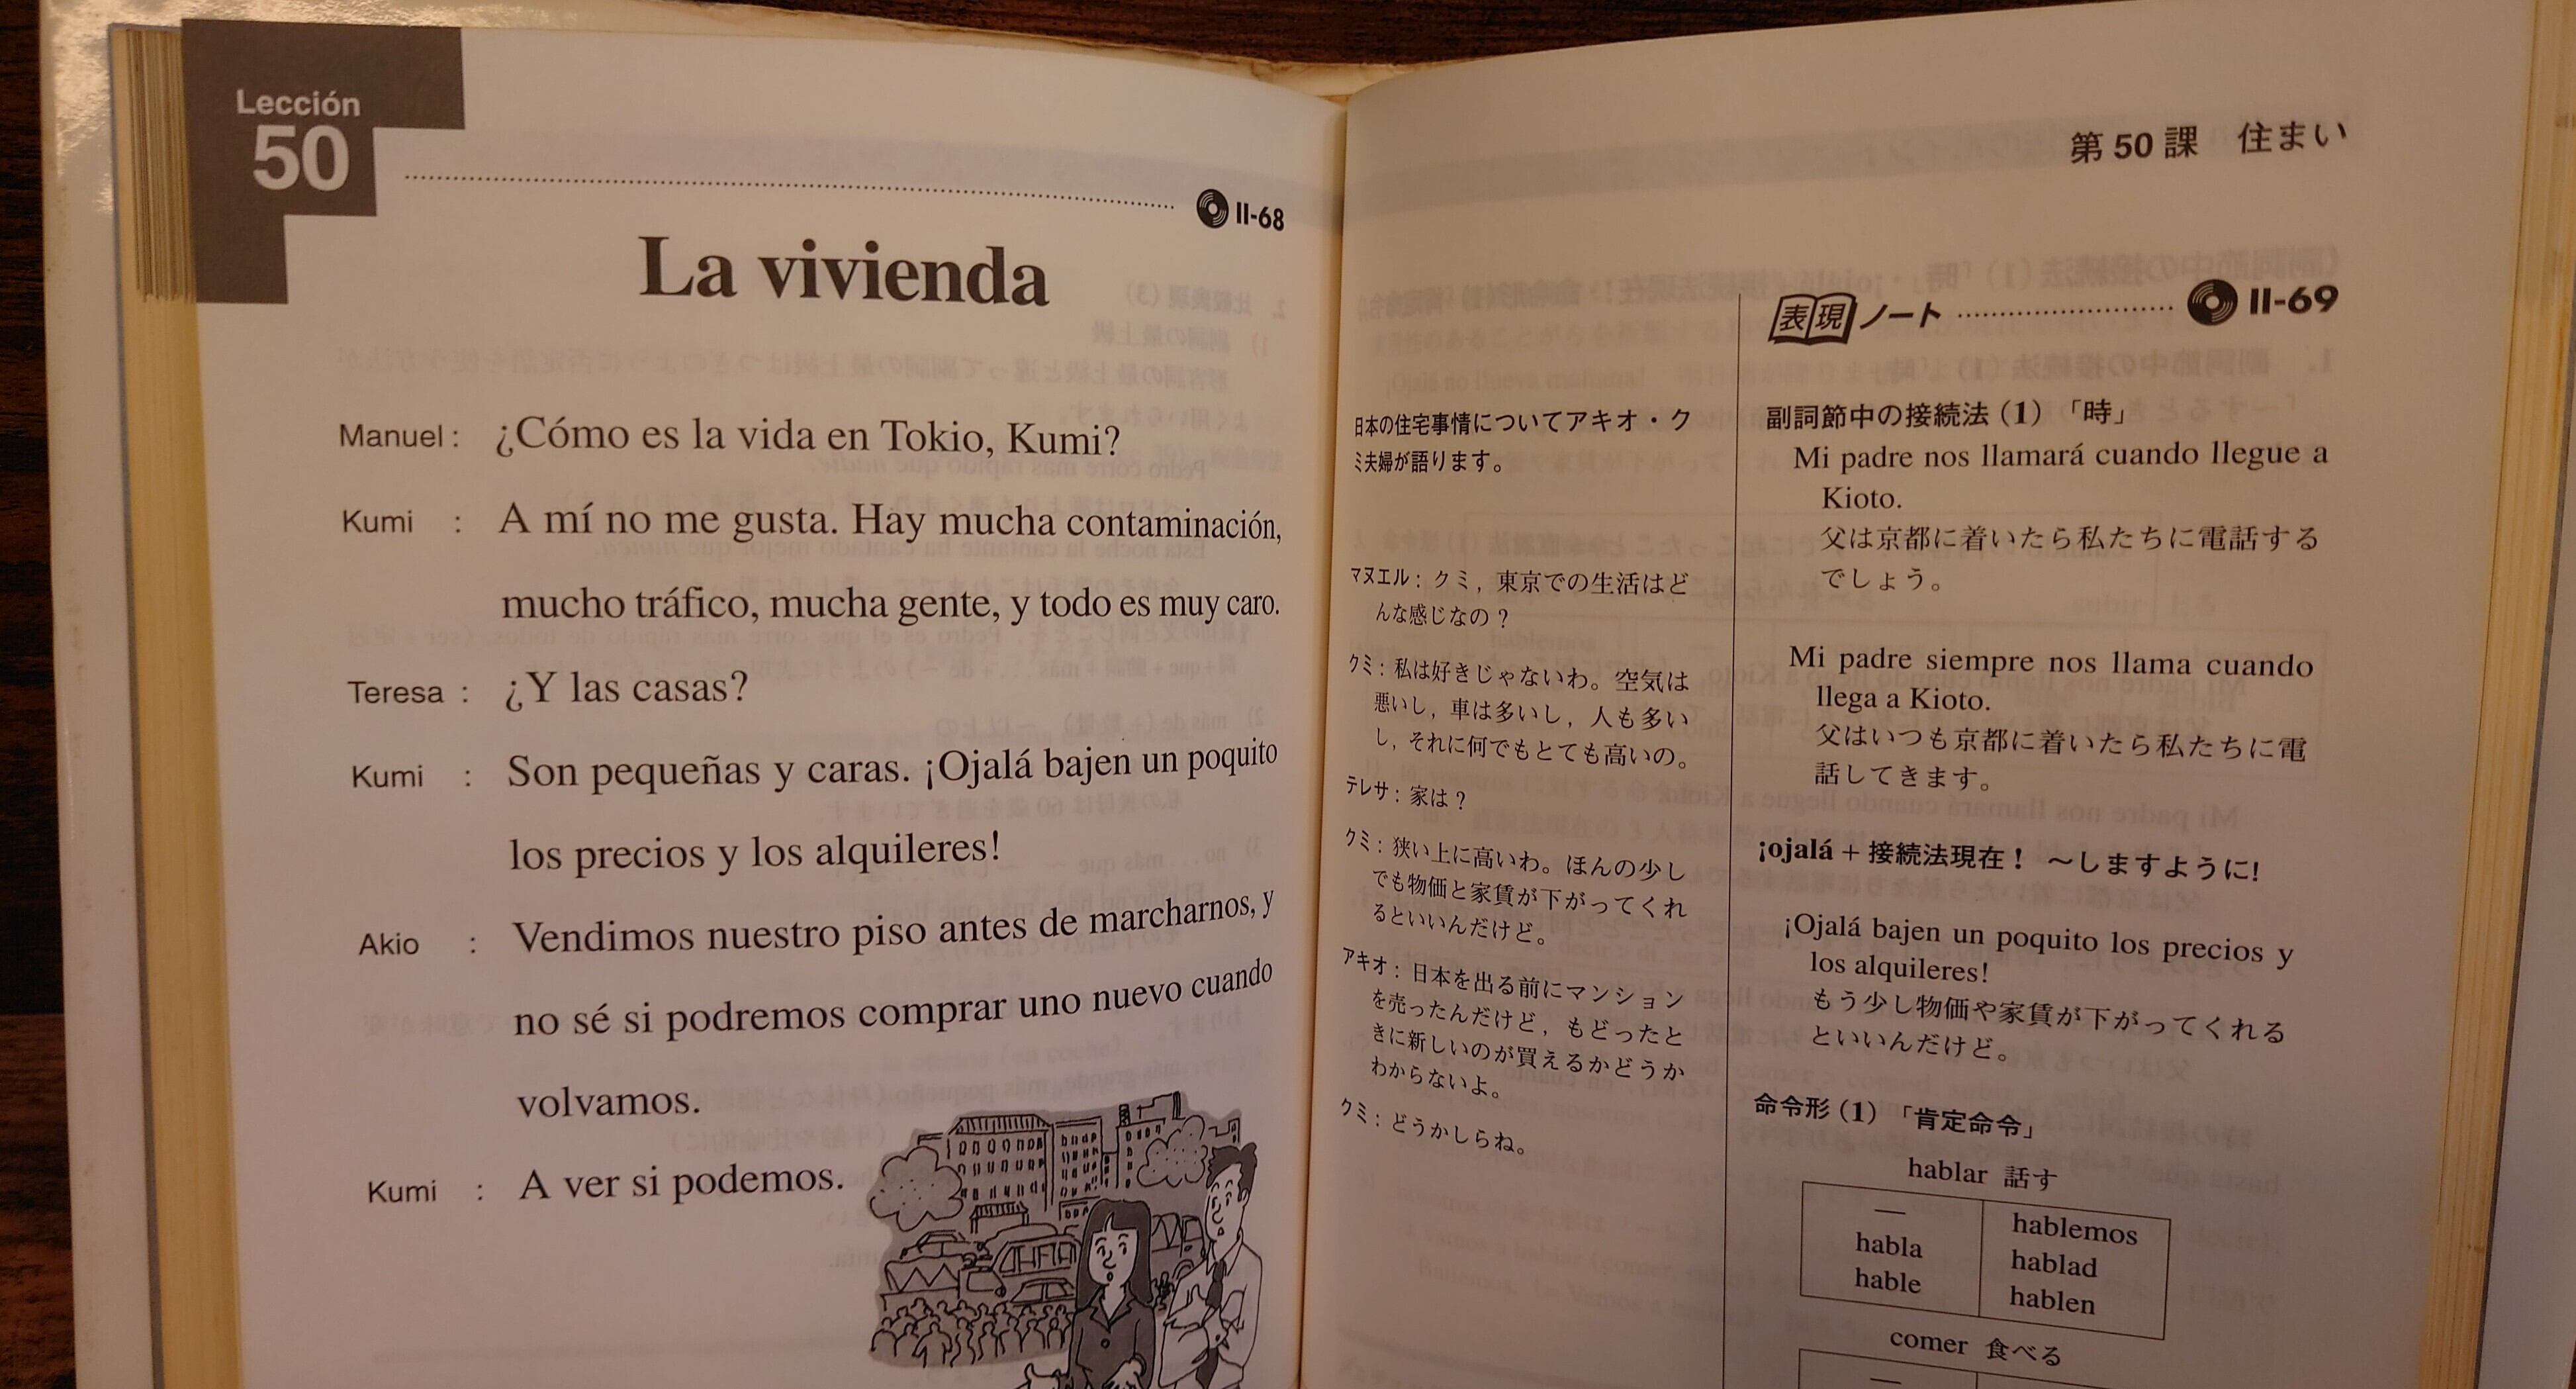 Lección
50
II-68
La vivienda
Manuel : ¿Cómo es la vida en Tokio, Kumi?
Kumi : A mí no me gusta. Hay mucha contaminación,
mucho tráfico, mucha gente, y todo es muy caro.
Teresa : ¿Y las casas?
Kumi : Son pequeñas y caras. ¡Ojalá bajen un poquito
los precios y los alquileres!
Akio : Vendimos nuestro piso antes de marcharnos, y
no sé si podremos comprar uno nuevo cuando
volvamos.
Kumi : A ver si podemos.
第 50 課 住まい
日本の住宅事情についてアキオ・ク
ミ夫婦が語ります。
マヌエル：クミ，東京での生活はど
んな感じなの？
クミ：私は好きじゃないわ。空気は
悪いし，車は多いし，人も多い
し，それに何でもとても高いの。
テレサ：家は？
クミ：狭い上に高いわ。ほんの少し
でも物価と家賃が下がってくれ
るといいんだけど。
アキオ：日本を出る前にマンション
を売ったんだけど，もどったと
きに新しいのが買えるかどうか
わからないよ。
クミ：どうかしらね。
表現ノート II-69
副詞節中の接続法（1）「時」
Mi padre nos llamará cuando llegue a
Kioto.
父は京都に着いたら私たちに電話する
でしょう。
Mi padre siempre nos llama cuando
llega a Kioto.
父はいつも京都に着いたら私たちに電
話してきます。
¡ojalá + 接続法現在！ 〜しますように！
¡Ojalá bajen un poquito los precios y
los alquileres!
もう少し物価や家賃が下がってくれる
といいんだけど。
命令形（1）「肯定命令」
hablar 話す
— hablemos
habla hablad
hable hablen
comer 食べる
—